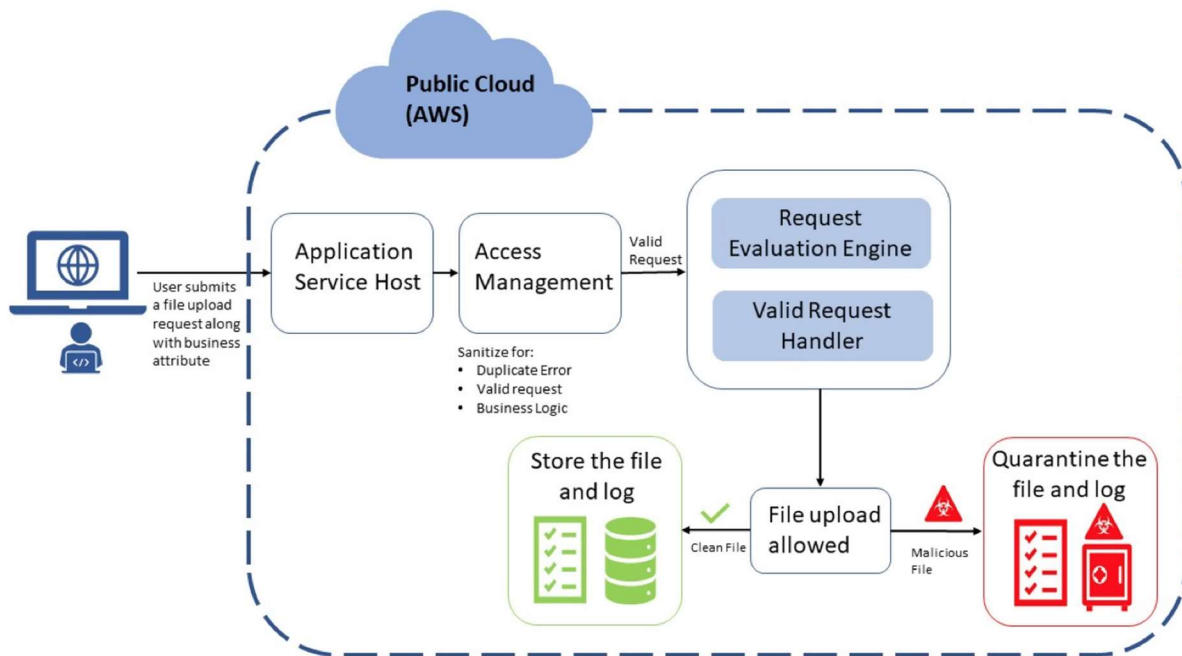 Public Cloud
(AWS)
Application
Service Host
Access
Management
Valid
Request
Request
Evaluation Engine
Valid Request
Handler
User submits
a file upload
request along
with business
attribute
Sanitize for:
• Duplicate Error
• Valid request
• Business Logic
Store the file
and log
Clean File
File upload
allowed
Malicious
File
Quarantine the
file and log